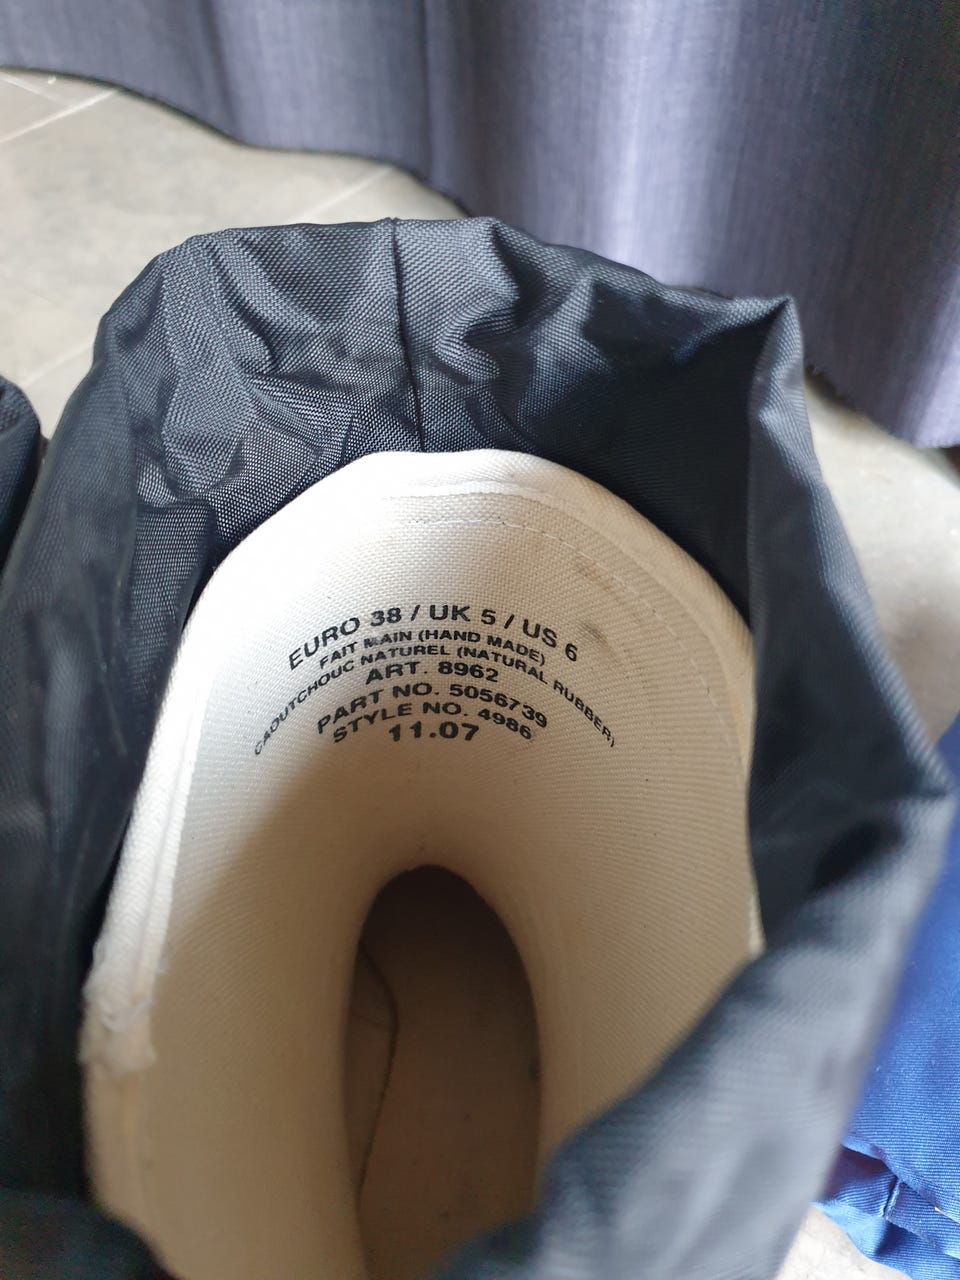 EURO 38 / UK 5 / US 6
FAIT MAIN (HAND MADE)
CAOUTCHOUC NATUREL (NATURAL RUBBER)
ART. 8962
PART NO. 5056739
STYLE NO. 4986
11.07